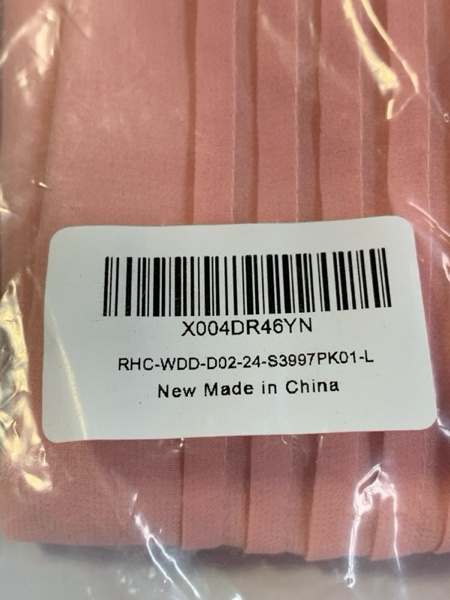 X004DR46YN
RHC-WDD-D02-24-S3997PK01-L
New Made in China